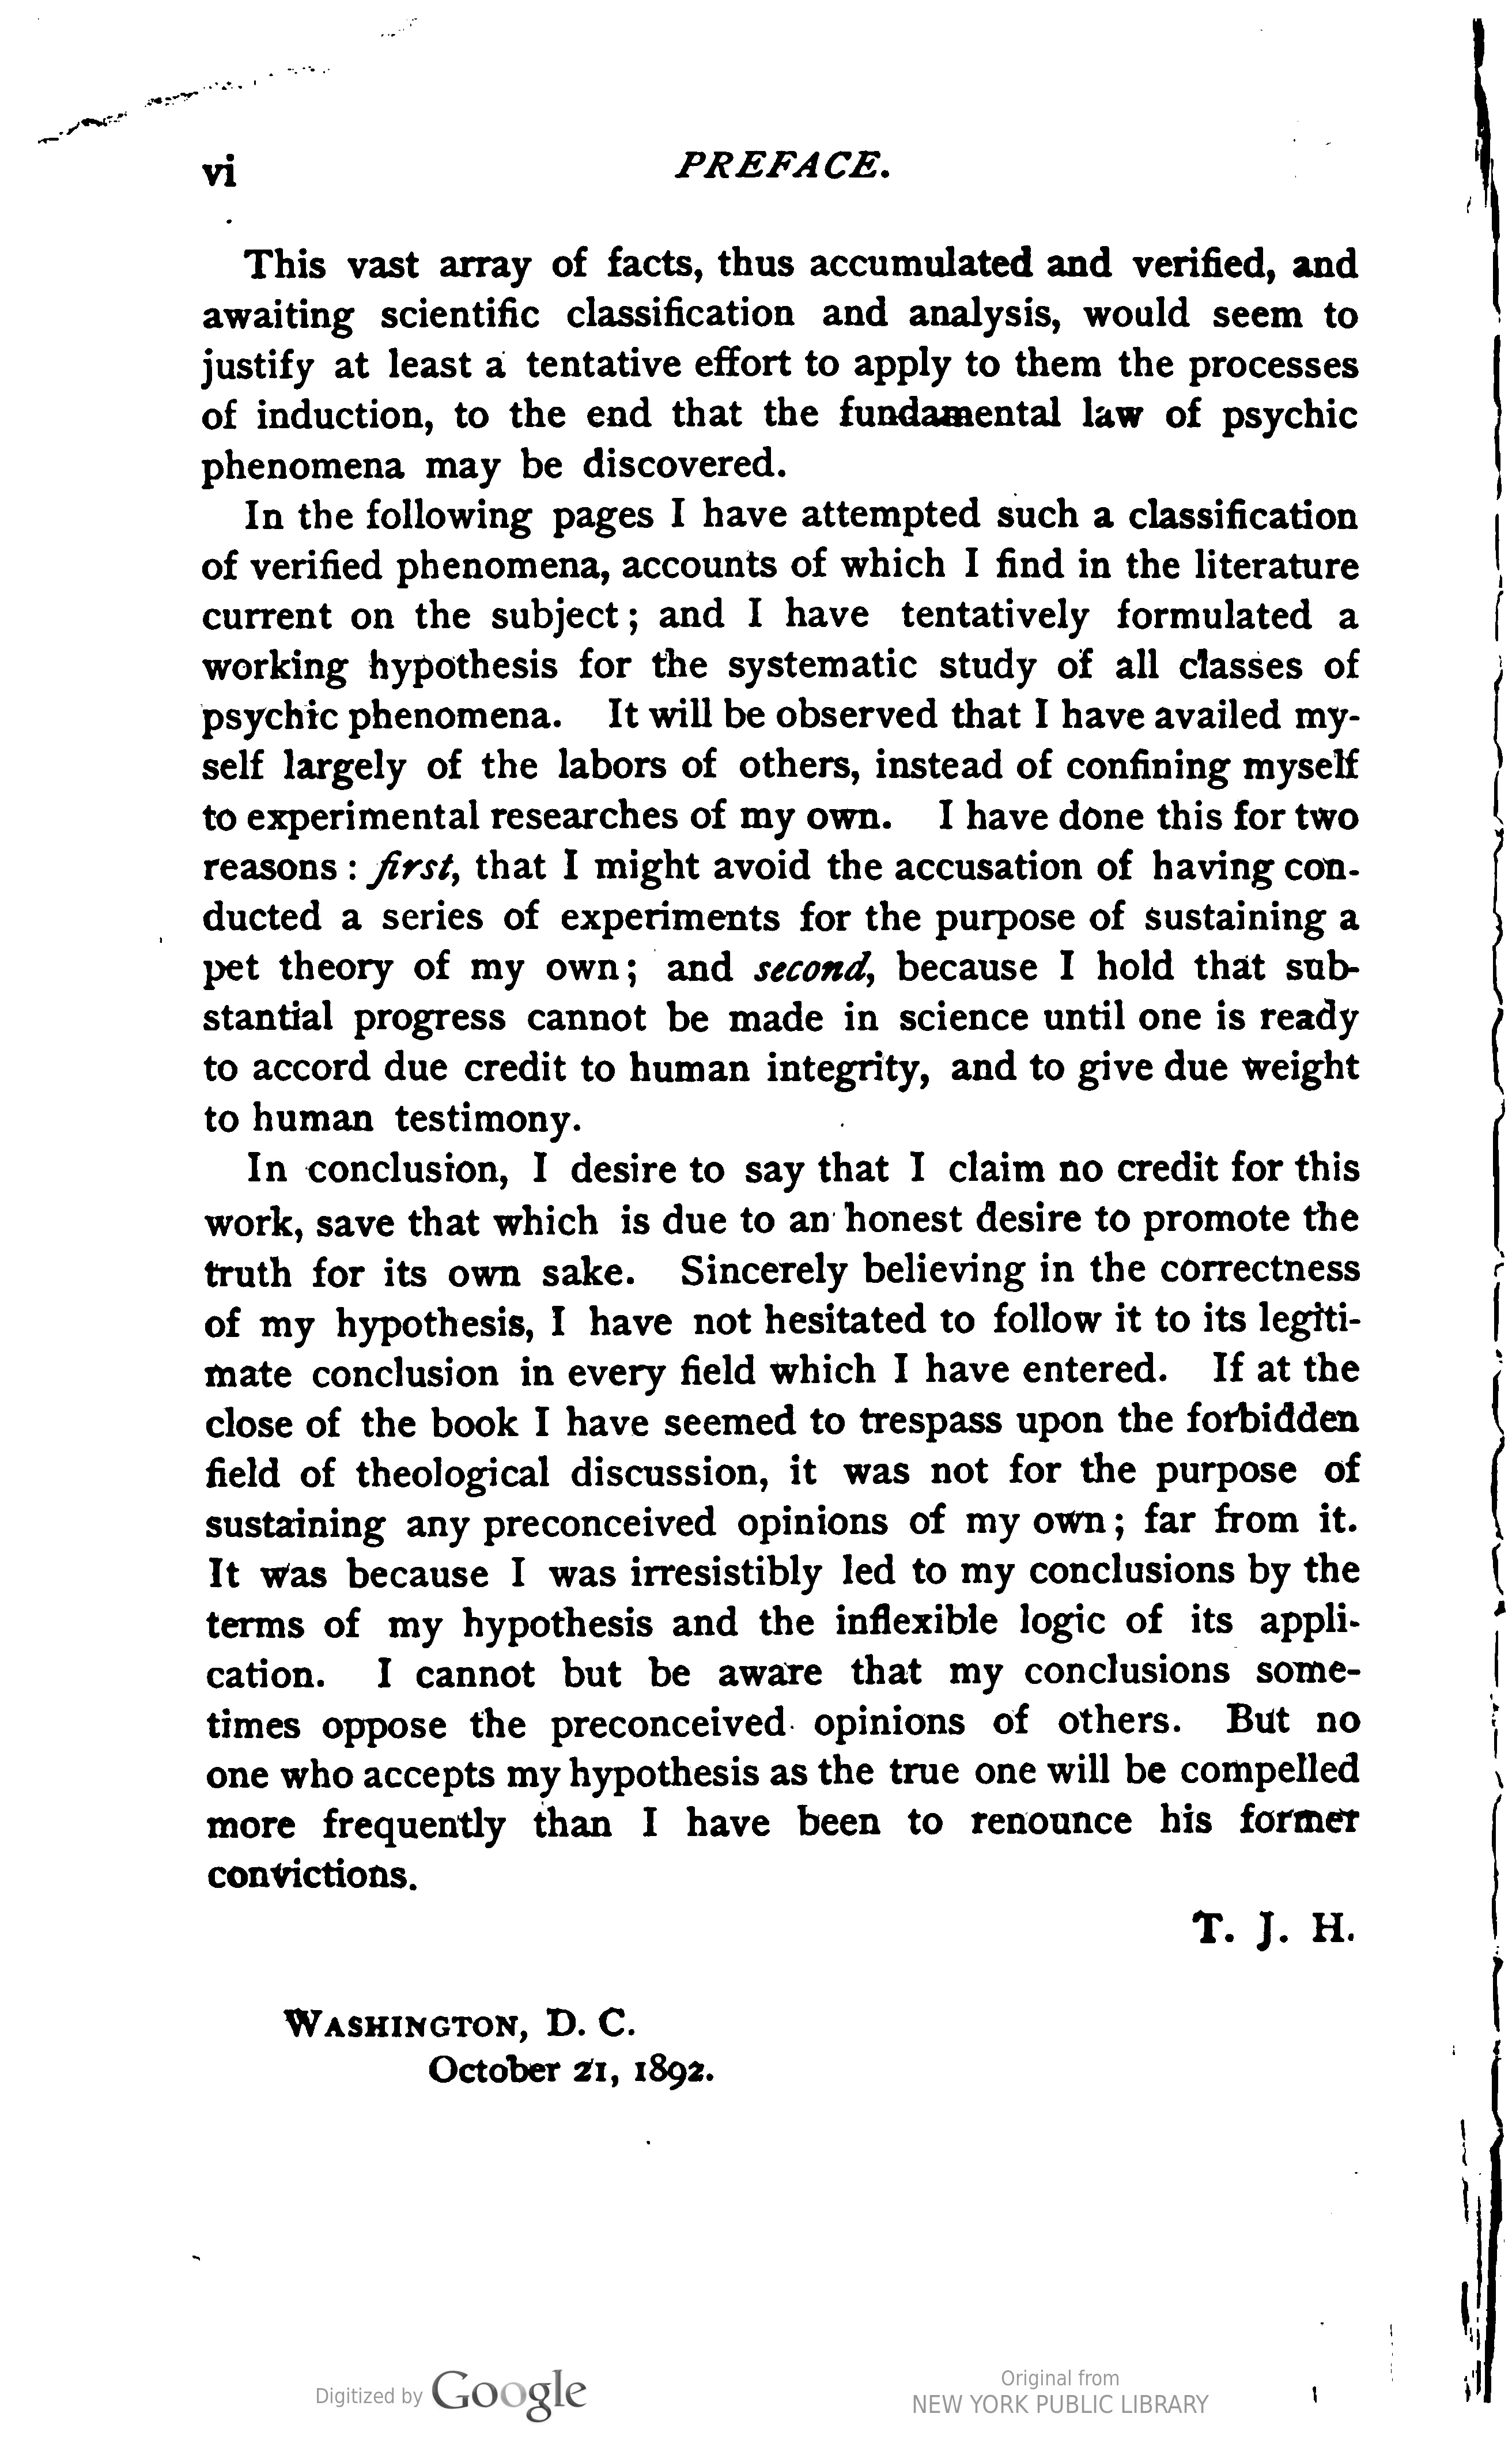 vi
PREFACE.
This vast array of facts, thus accumulated and verified, and
awaiting scientific classification and analysis, would seem to
justify at least a tentative effort to apply to them the processes
of induction, to the end that the fundamental law of psychic
phenomena may be discovered.
In the following pages I have attempted such a classification
of verified phenomena, accounts of which I find in the literature
current on the subject; and I have tentatively formulated a
working hypothesis for the systematic study of all classes of
psychic phenomena. It will be observed that I have availed my-
self largely of the labors of others, instead of confining myself
to experimental researches of my own. I have done this for two
reasons: first, that I might avoid the accusation of having con-
ducted a series of experiments for the purpose of sustaining a
pet theory of my own; and second, because I hold that sub-
stantial progress cannot be made in science until one is ready
to accord due credit to human integrity, and to give due weight
to human testimony.
In conclusion, I desire to say that I claim no credit for this
work, save that which is due to an honest desire to promote the
truth for its own sake. Sincerely believing in the correctness
of my hypothesis, I have not hesitated to follow it to its legiti-
mate conclusion in every field which I have entered. If at the
close of the book I have seemed to trespass upon the forbidden
field of theological discussion, it was not for the purpose of
sustaining any preconceived opinions of my own; far from it.
It was because I was irresistibly led to my conclusions by the
terms of my hypothesis and the inflexible logic of its appli-
cation. I cannot but be aware that my conclusions some-
times oppose the preconceived opinions of others. But no
one who accepts my hypothesis as the true one will be compelled
more frequently than I have been to renounce his former
convictions.
T. J. H.
WASHINGTON, D. C.
October 21, 1892.
Digitized by Google
Original from
NEW YORK PUBLIC LIBRARY